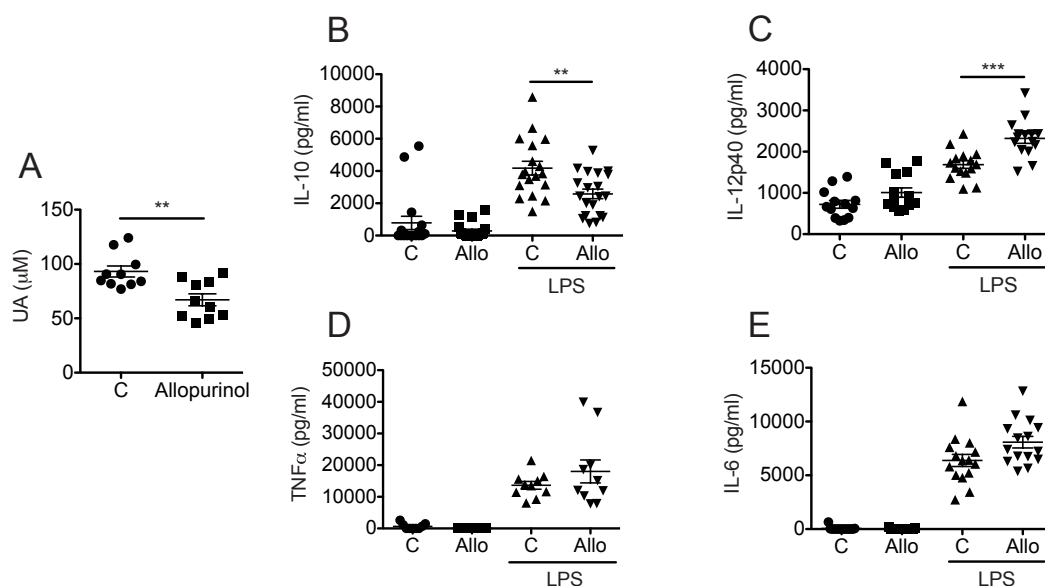 A
UA (μM)
**
150
100
50
0
C Allopurinol
B
IL-10 (pg/ml)
**
10000
8000
6000
4000
2000
0
C Allo C Allo
LPS
C
IL-12p40 (pg/ml)
***
4000
3000
2000
1000
0
C Allo C Allo
LPS
D
TNFα (pg/ml)
50000
40000
30000
20000
10000
0
C Allo C Allo
LPS
E
IL-6 (pg/ml)
15000
10000
5000
0
C Allo C Allo
LPS